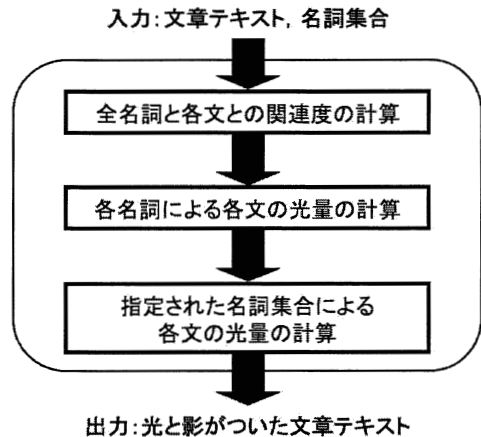 入力：文章テキスト，名詞集合
全名詞と各文との関連度の計算
各名詞による各文の光量の計算
指定された名詞集合による
各文の光量の計算
出力：光と影がついた文章テキスト